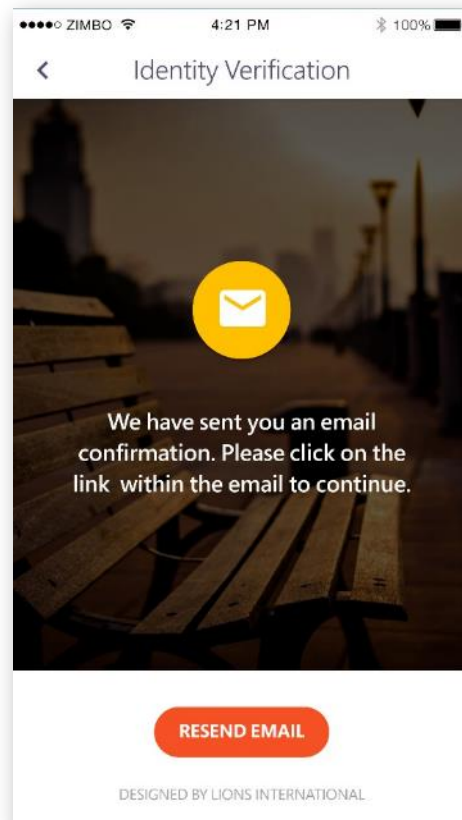 ZIMBO 4:21 PM 100%
Identity Verification
We have sent you an email
confirmation. Please click on the
link within the email to continue.
RESEND EMAIL
DESIGNED BY LIONS INTERNATIONAL